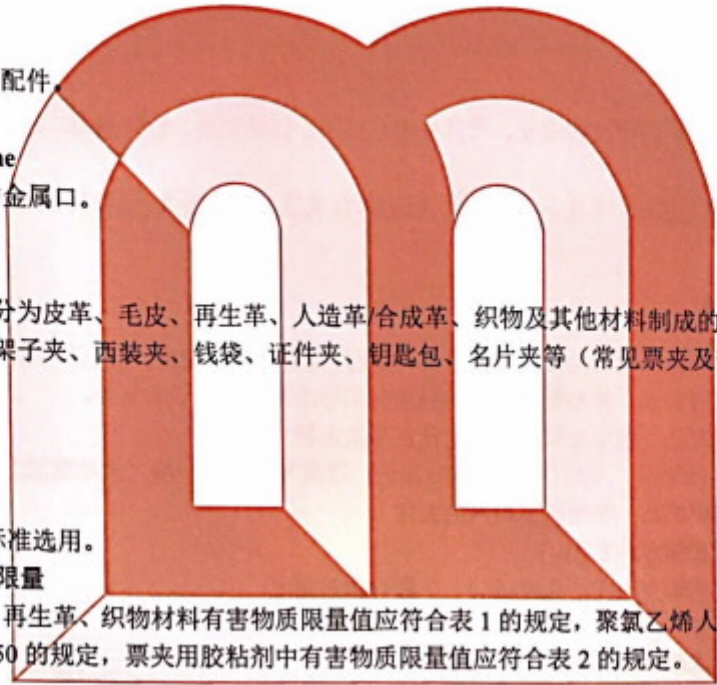 配件。
ne
金属口。
分为皮革、毛皮、再生革、人造革/合成革、织物及其他材料制成的
架子夹、西装夹、钱袋、证件夹、钥匙包、名片夹等（常见票夹及
标准选用。
限量
再生革、织物材料有害物质限量值应符合表 1 的规定，聚氯乙烯人
50 的规定，票夹用胶粘剂中有害物质限量值应符合表 2 的规定。